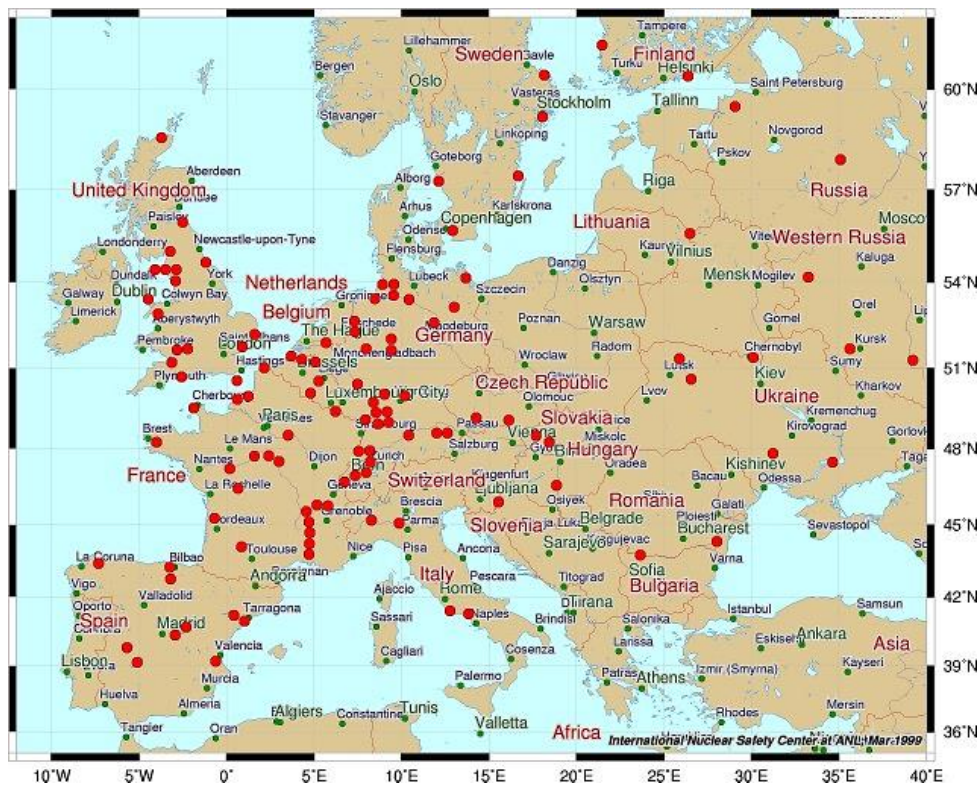 Tampere
Lillehammer
Sweden
Gavle
Finland
Bergen
Turku
Helsinki
Oslo
Saint Petersburg
60°N
Vasteras
Stockholm
Tallinn
Stavanger
Linkoping
Novgorod
Tartu
Pskov
Goteborg
Aberdeen
Riga
United Kingdom
Alborg
Russia
57°N
Dundee
Arhus
Karlskrona
Paisley
Copenhagen
Lithuania
Odense
Moscow
Londonderry
Newcastle-upon-Tyne
Flensburg
Vilnius
Western Russia
Kaluga
Danzig
Dundalk
York
Netherlands
Lubeck
Olsztyn
Mensk
Mogilev
54°N
Dublin
Groningen
Szczecin
Galway
Colwyn Bay
Belgium
Orel
Limerick
Aberystwyth
The Hague
Enschede
Magdeburg
Poznan
Warsaw
Gomel
Germany
Pembroke
London
Monchengladbach
Wroclaw
Radom
Chernobyl
Kursk
51°N
Hastings
Lutsk
Sumy
Plymouth
Luxembourg City
Czech Republic
Kiev
Lvov
Kharkov
Olomouc
Ukraine
Paris
Slovakia
Kremenchug
Brest
Le Mans
Passau
Vienna
Miskolc
Kirovograd
48°N
Salzburg
Hungary
Nantes
Dijon
Bern
Oradea
Kishinev
France
Switzerland
Odessa
La Rochelle
Geneva
Ljubljana
Bacau
Brescia
Osiyek
Romania
Galati
Grenoble
Ploiesti
Bordeaux
Parma
Slovenia
Belgrade
Bucharest
Sevastopol
45°N
Sarajevo
Toulouse
Nice
Pisa
Ancona
Varna
La Coruna
Bilbao
Sofia
Vigo
Andorra
Italy
Pescara
Titograd
Bulgaria
Valladolid
Ajaccio
Rome
Oporto
Tarragona
Tirana
Samsun
42°N
Spain
Madrid
Sassari
Naples
Brindisi
Salonika
Istanbul
Ankara
Asia
Valencia
Larissa
Lisbon
Cagliari
Cosenza
Kayseri
39°N
Murcia
Palermo
Patras
Athens
Izmir (Smyrna)
Huelva
Almeria
Algiers
Tunis
Mersin
Tangier
Oran
Constantine
Valletta
Rhodes
Africa
36°N
International Nuclear Safety Center at ANL, Mar 1999
10°W 5°W 0° 5°E 10°E 15°E 20°E 25°E 30°E 35°E 40°E